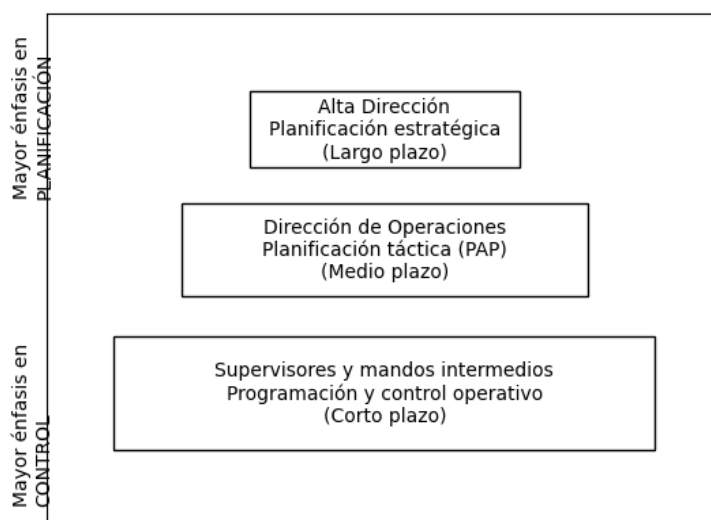 Mayor énfasis en
PLANIFICACIÓN
Alta Dirección
Planificación estratégica
(Largo plazo)
Dirección de Operaciones
Planificación táctica (PAP)
(Medio plazo)
Mayor énfasis en
CONTROL
Supervisores y mandos intermedios
Programación y control operativo
(Corto plazo)